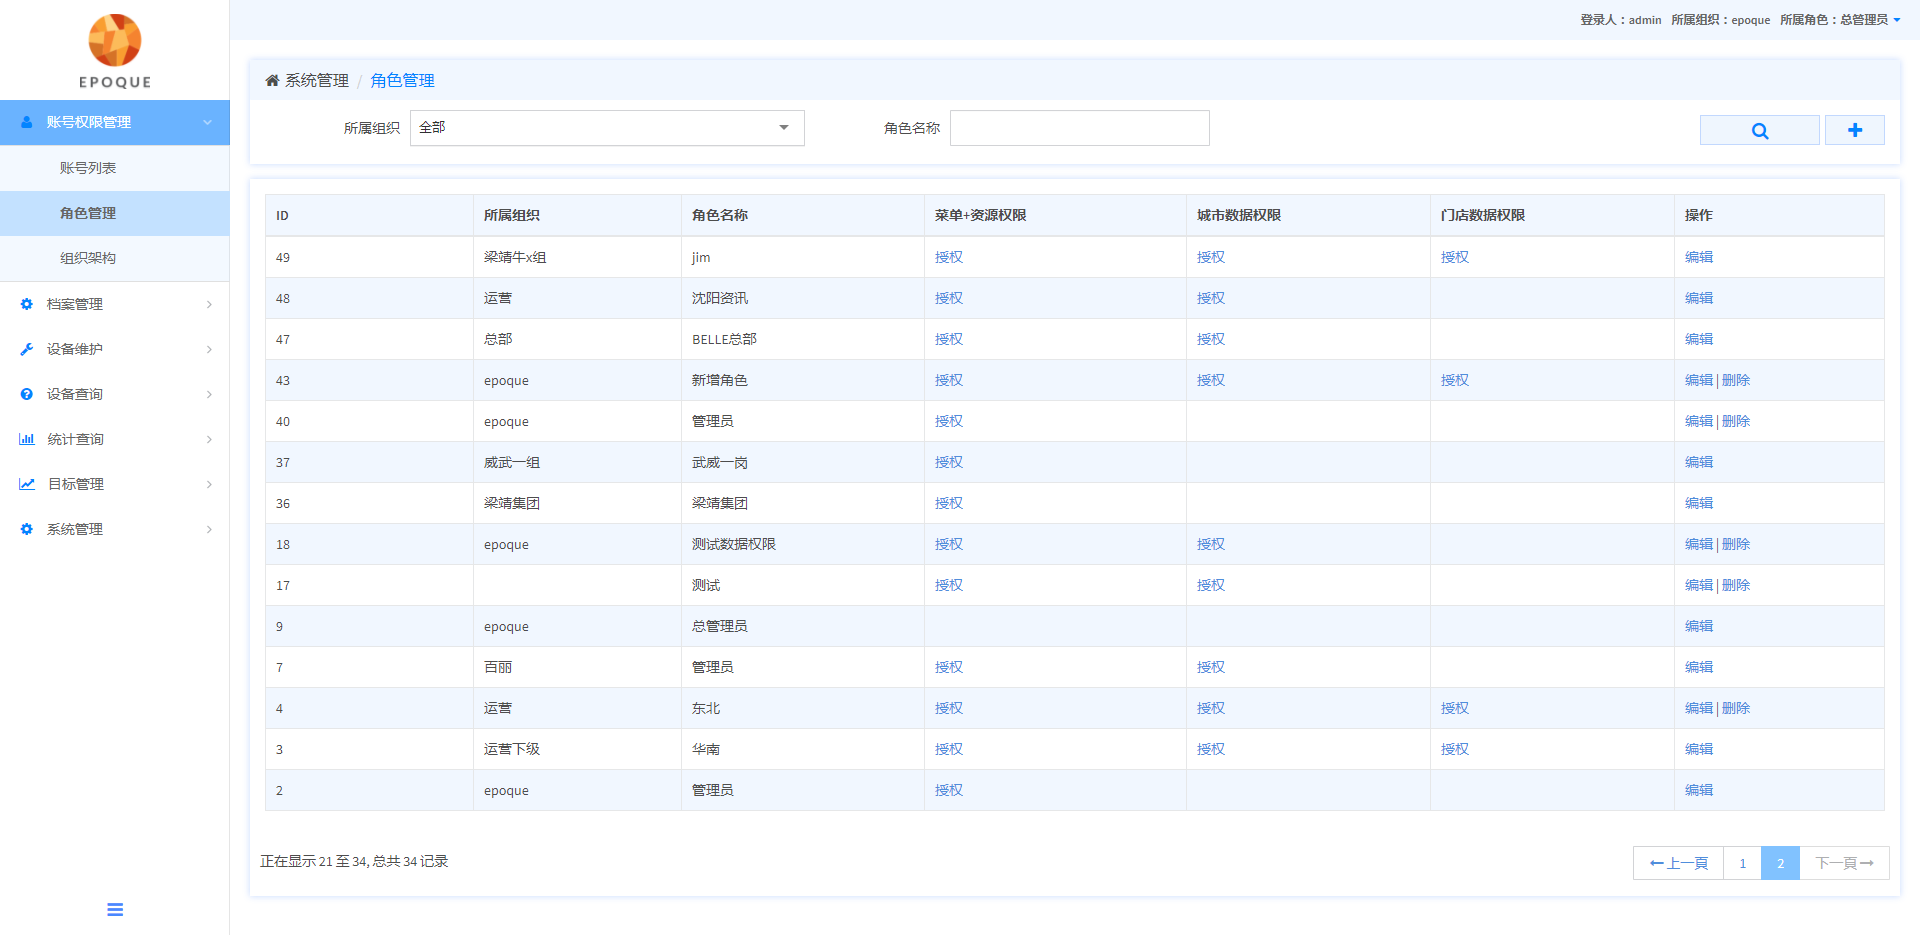 EPOQUE
登录人：admin 所属组织：epoque 所属角色：总管理员
账号权限管理
账号列表
角色管理
组织架构
档案管理
设备维护
设备查询
统计查询
目标管理
系统管理
系统管理 / 角色管理
所属组织 全部 角色名称
ID 所属组织 角色名称 菜单+资源权限 城市数据权限 门店数据权限 操作
49 梁靖牛x组 jim 授权 授权 授权 编辑
48 运营 沈阳资讯 授权 授权 编辑
47 总部 BELLE总部 授权 授权 编辑
43 epoque 新增角色 授权 授权 授权 编辑 | 删除
40 epoque 管理员 授权 编辑 | 删除
37 威武一组 武威一岗 授权 编辑
36 梁靖集团 梁靖集团 授权 编辑
18 epoque 测试数据权限 授权 授权 编辑 | 删除
17 测试 授权 授权 编辑 | 删除
9 epoque 总管理员 编辑
7 百丽 管理员 授权 授权 编辑
4 运营 东北 授权 授权 授权 编辑 | 删除
3 运营下级 华南 授权 授权 授权 编辑
2 epoque 管理员 授权 编辑
正在显示 21 至 34, 总共 34 记录
←上一頁 1 2 下一頁→